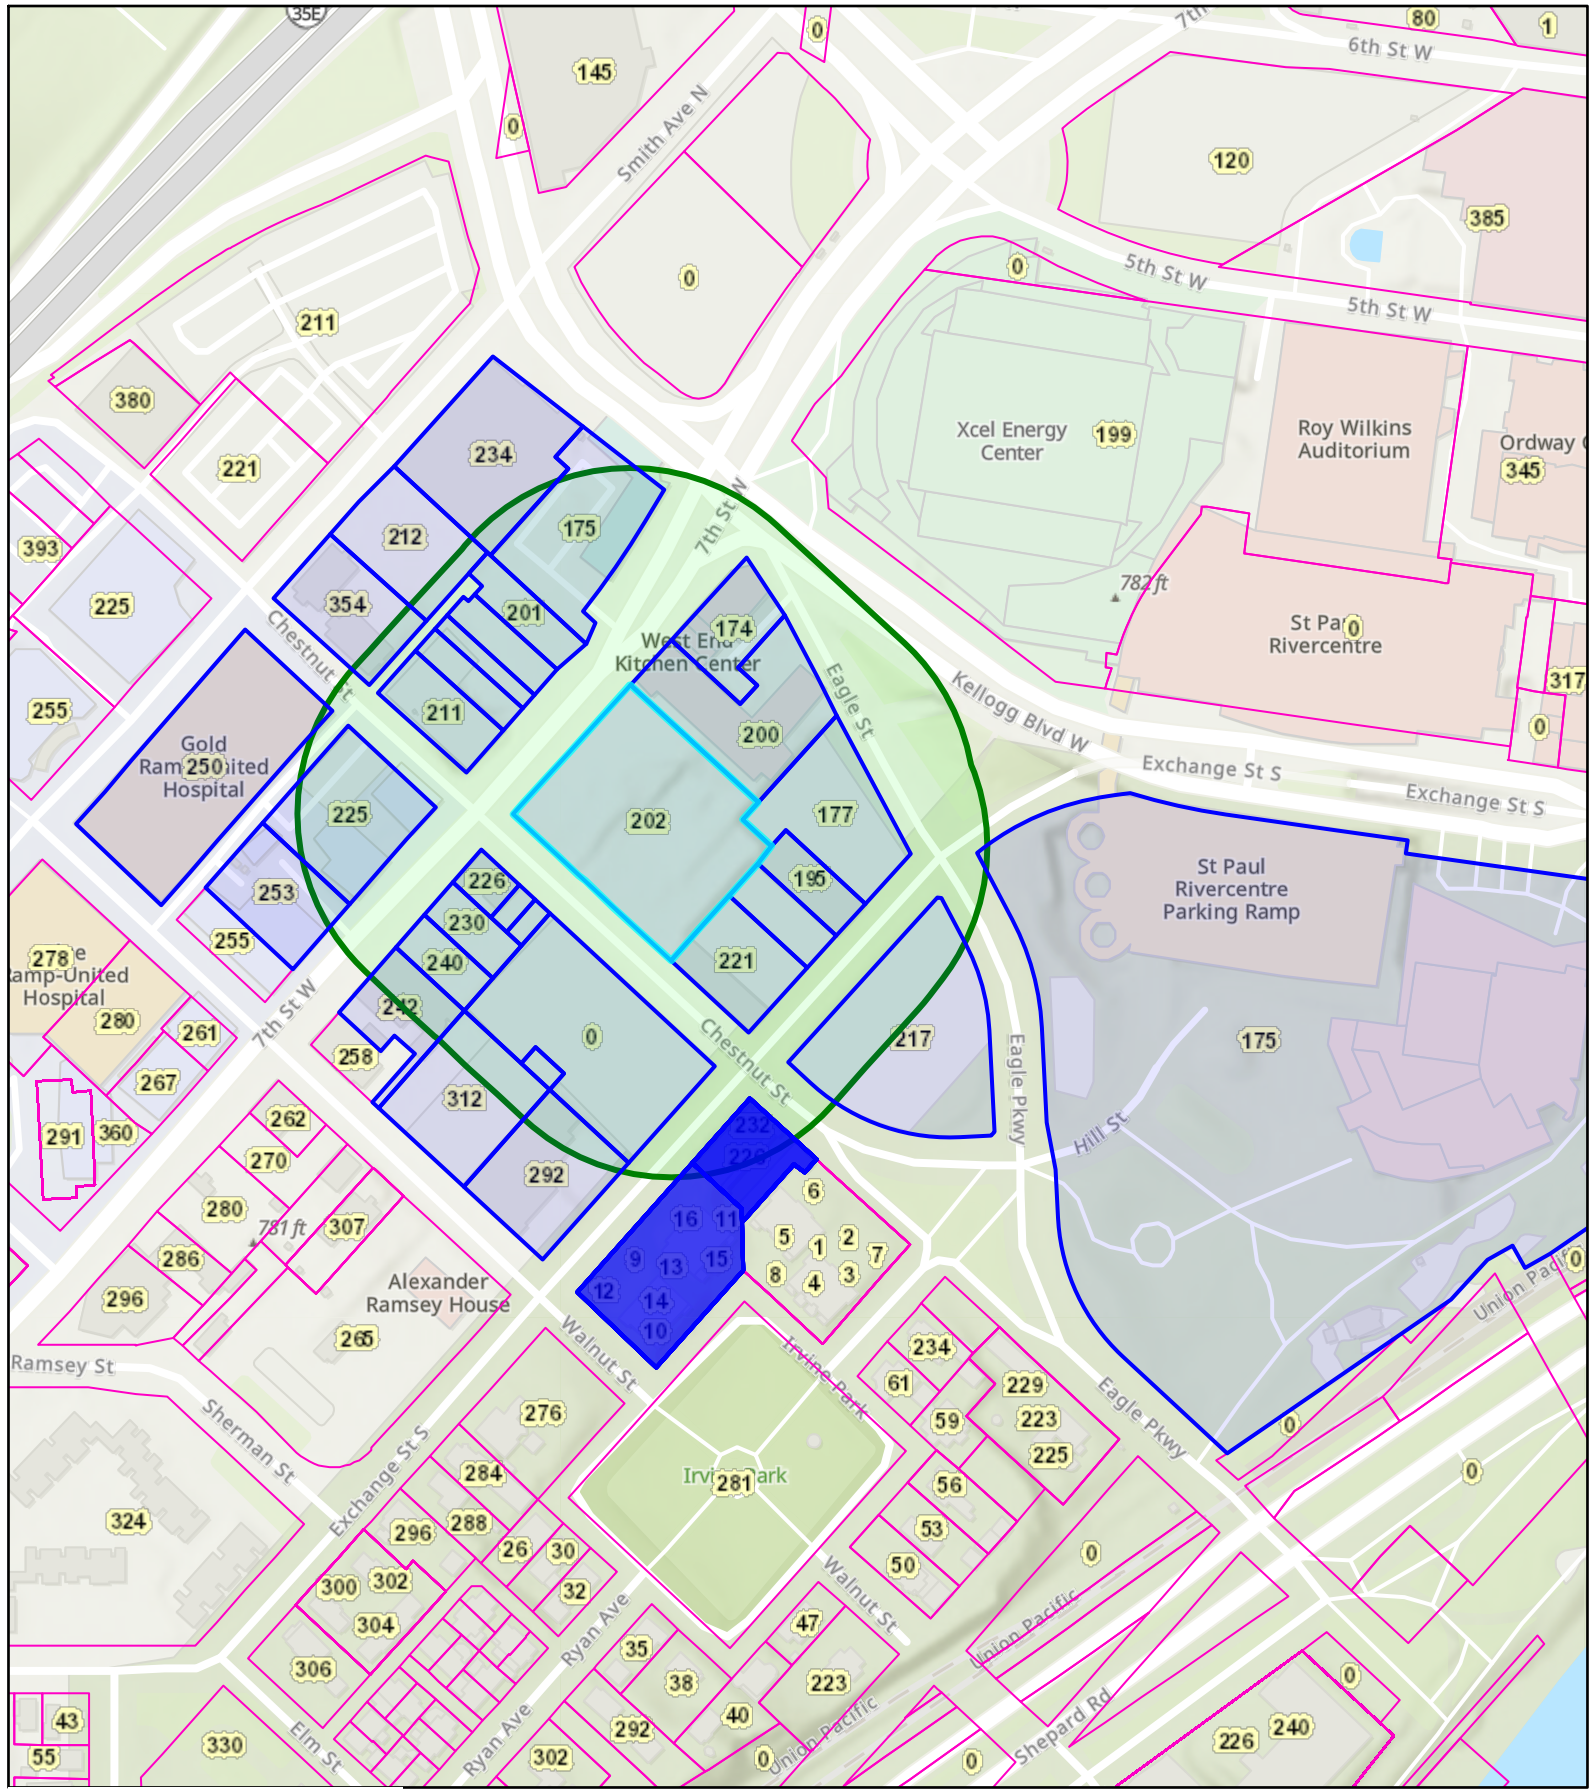 35E
0
80
1
7th
6th St W
145
Smith Ave N
0
120
385
0
0
5th St W
5th St W
211
380
221
234
175
7th St W
Xcel Energy
Center
199
Roy Wilkins
Auditorium
Ordway
345
393
225
212
354
201
782 ft
Chestnut St
174
West End
Kitchen Center
St Pa
0
Rivercentre
317
255
211
Eagle St
200
Kellogg Blvd W
0
Gold
Ram
250
ited
Hospital
Exchange St S
Exchange St S
225
202
177
St Paul
Rivercentre
Parking Ramp
253
226
195
255
230
278
e
Ramp-United
Hospital
240
221
280
7th St W
242
261
258
0
Chestnut St
217
Eagle Pkwy
175
267
312
291
360
262
232
Hill St
270
226
292
6
280
781 ft
307
16
11
5
1
2
7
286
9
13
15
8
4
3
0
296
Alexander
Ramsey House
12
14
Union Pacif
265
10
Ramsey St
Walnut St
Irvine Park
234
61
229
Sherman St
276
59
223
Eagle Pkwy
0
225
Exchange St S
284
Irvi
281
ark
56
0
324
296
288
26
30
53
0
300
302
32
50
304
Walnut St
47
Union Pacific
306
Ryan Ave
35
38
223
0
43
40
Elm St
330
Ryan Ave
292
Union Pacific
Shepard Rd
226
240
55
302
0
0